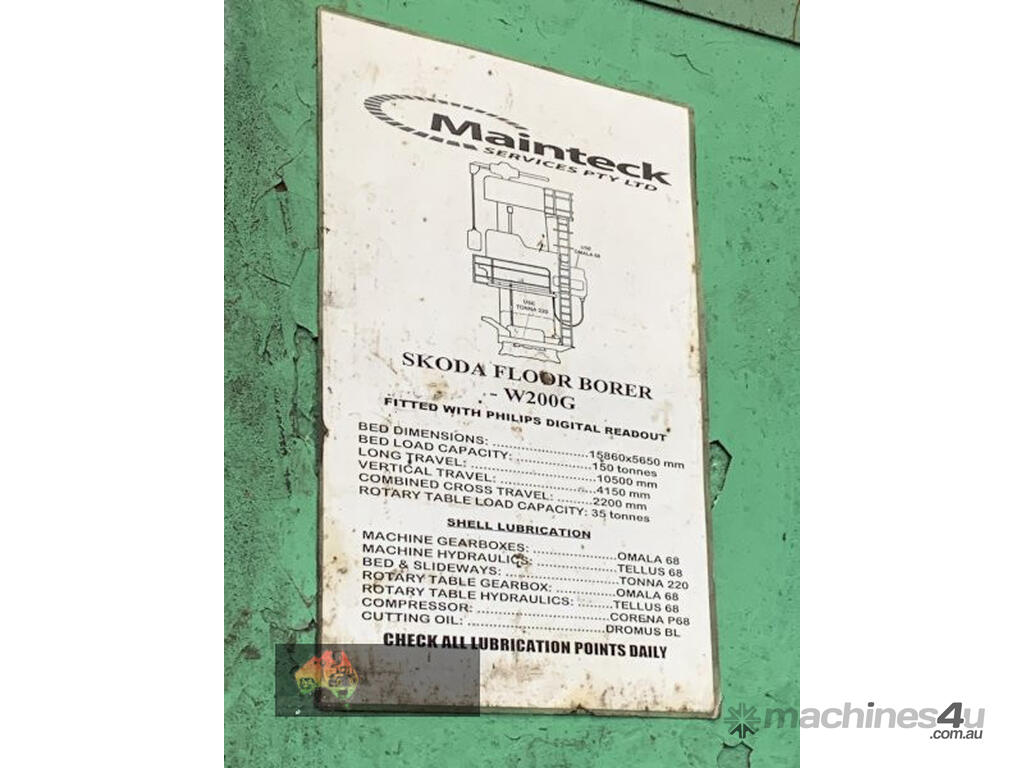 Mainteck
SERVICES PTY LTD
USE
OMALA 68
USE
TONNA 220
SKODA FLOOR BORER
- W200G
FITTED WITH PHILIPS DIGITAL READOUT
BED DIMENSIONS: ........................15860x5650 mm
BED LOAD CAPACITY: ...................150 tonnes
LONG TRAVEL: ...............................10500 mm
VERTICAL TRAVEL: ........................4150 mm
COMBINED CROSS TRAVEL: .........2200 mm
ROTARY TABLE LOAD CAPACITY: 35 tonnes
SHELL LUBRICATION
MACHINE GEARBOXES: .....................OMALA 68
MACHINE HYDRAULICS: .....................TELLUS 68
BED & SLIDEWAYS: ............................TONNA 220
ROTARY TABLE GEARBOX: ...............OMALA 68
ROTARY TABLE HYDRAULICS: .........TELLUS 68
COMPRESSOR: .................................CORENA P68
CUTTING OIL: ...................................DROMUS BL
CHECK ALL LUBRICATION POINTS DAILY
machines4u
.com.au